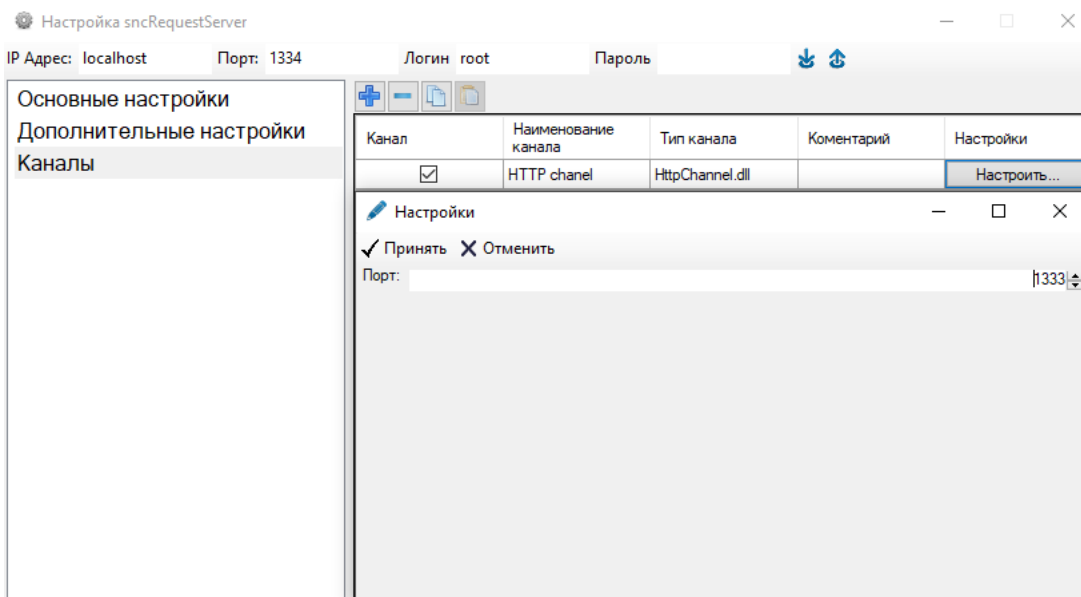 Настройка sncRequestServer
IP Адрес: localhost Порт: 1334 Логин root Пароль
Основные настройки
Дополнительные настройки
Каналы
Канал Наименование канала Тип канала Коментарий Настройки
HTTP chanel HttpChannel.dll Настроить...
Настройки
Принять Отменить
Порт: 1333